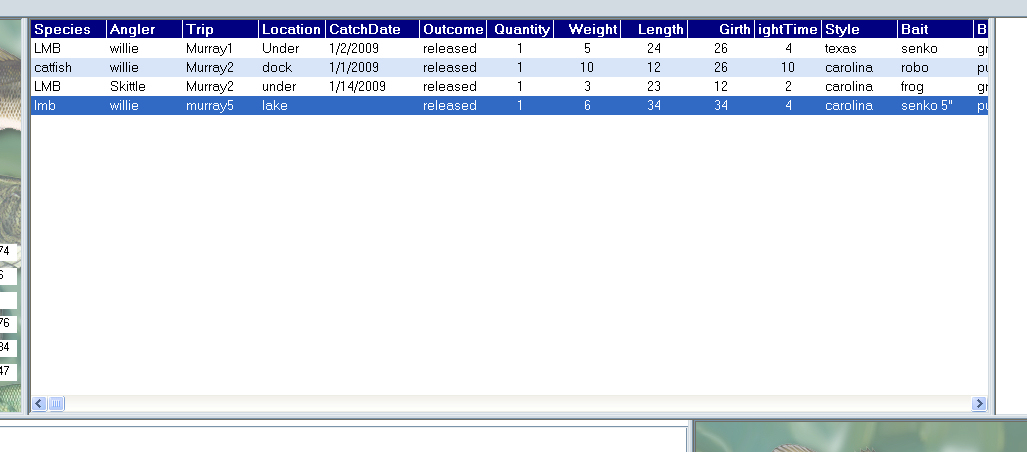 Species Angler Trip Location CatchDate Outcome Quantity Weight Length Girth ightTime Style Bait B
LMB willie Murray1 Under 1/2/2009 released 1 5 24 26 4 texas senko gr
catfish willie Murray2 dock 1/1/2009 released 1 10 12 26 10 carolina robo pu
LMB Skittle Murray2 under 1/14/2009 released 1 3 23 12 2 carolina frog gr
lmb willie murray5 lake released 1 6 34 34 4 carolina senko 5" pu
74
6
76
34
47